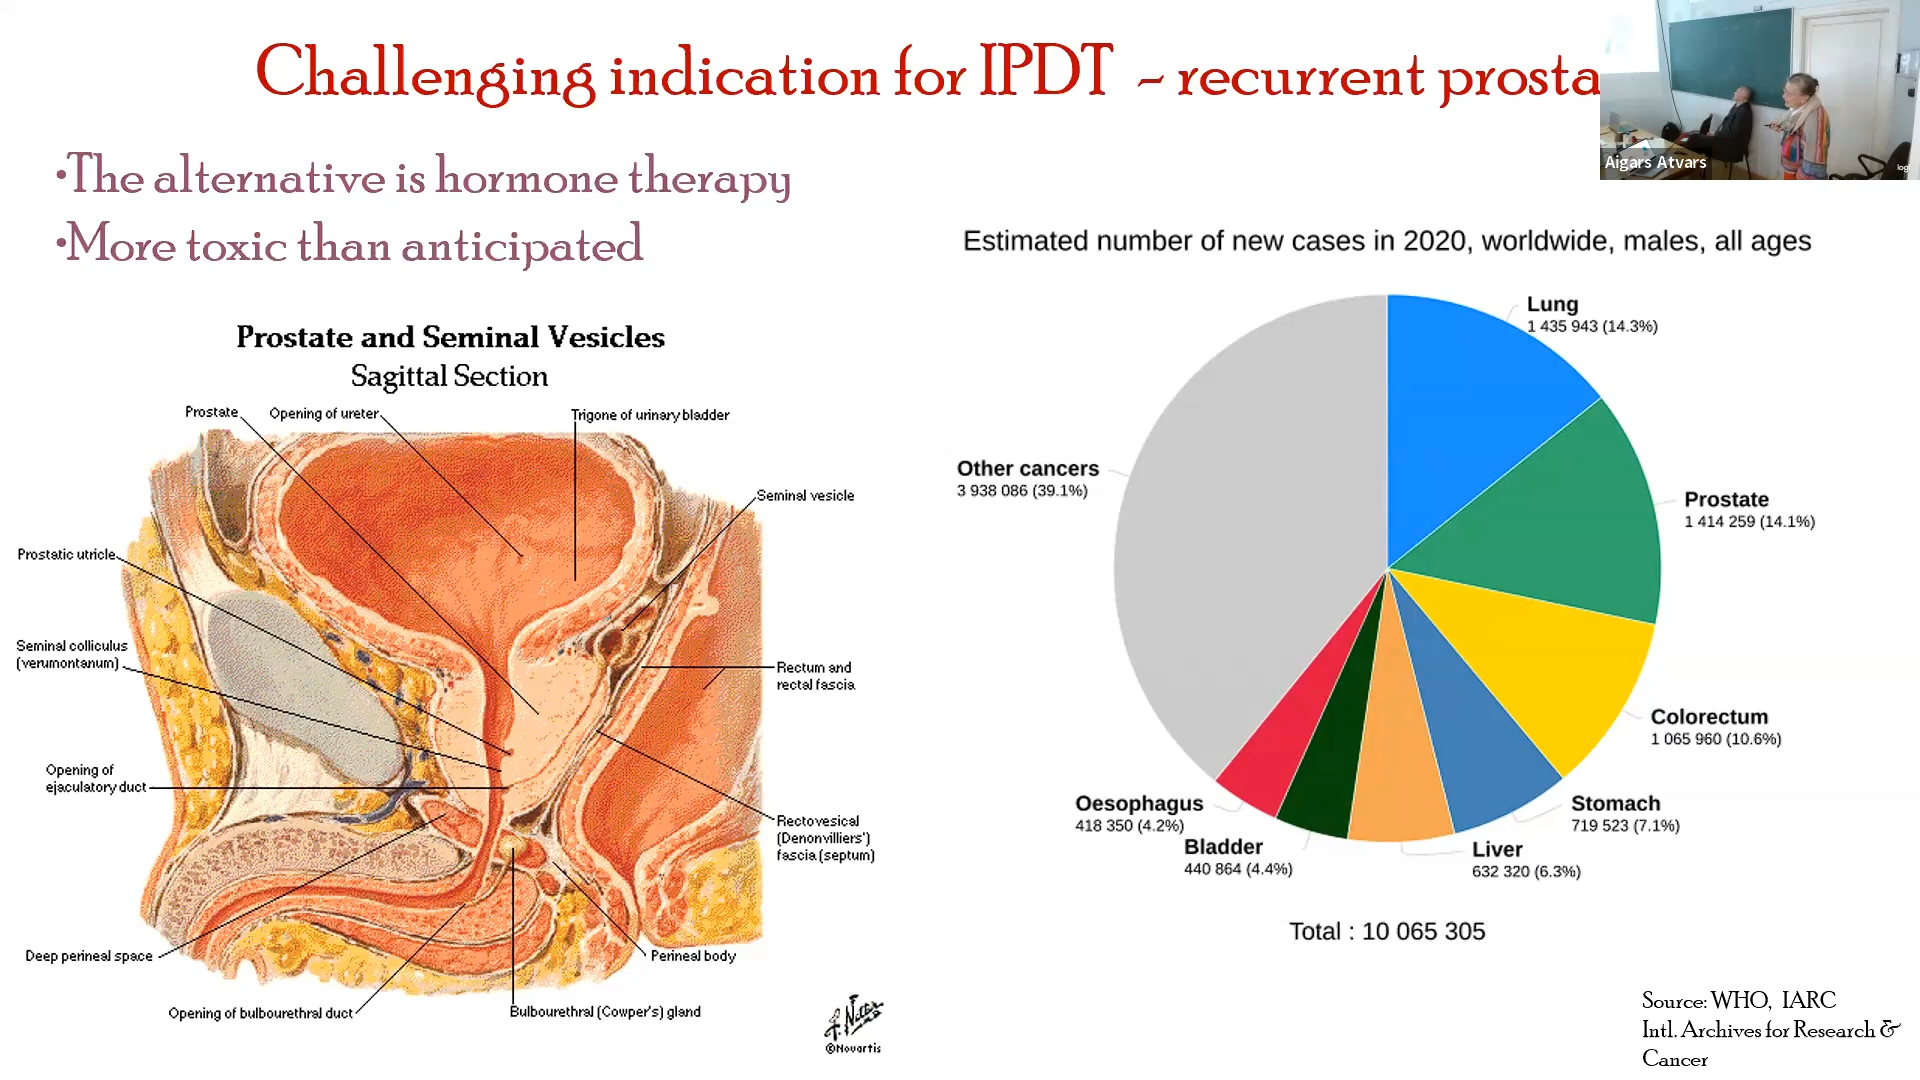 Challenging indication for IPDT - recurrent prosta
Aigars Atvars
log
•The alternative is hormone therapy
•More toxic than anticipated
Prostate and Seminal Vesicles
Sagittal Section
Prostate
Opening of ureter
Trigone of urinary bladder
Seminal vesicle
Prostatic utricle
Seminal colliculus
(verumontanum)
Rectum and
rectal fascia
Opening of
ejaculatory duct
Rectovesical
(Denonvilliers')
fascia (septum)
Deep perineal space
Perineal body
Opening of bulbourethral duct
Bulbourethral (Cowper's) gland
F. Netter
©Novartis
Estimated number of new cases in 2020, worldwide, males, all ages
Lung
1 435 943 (14.3%)
Other cancers
3 938 086 (39.1%)
Prostate
1 414 259 (14.1%)
Colorectum
1 065 960 (10.6%)
Oesophagus
418 350 (4.2%)
Stomach
719 523 (7.1%)
Bladder
440 864 (4.4%)
Liver
632 320 (6.3%)
Total : 10 065 305
Source: WHO, IARC
Intl. Archives for Research &
Cancer